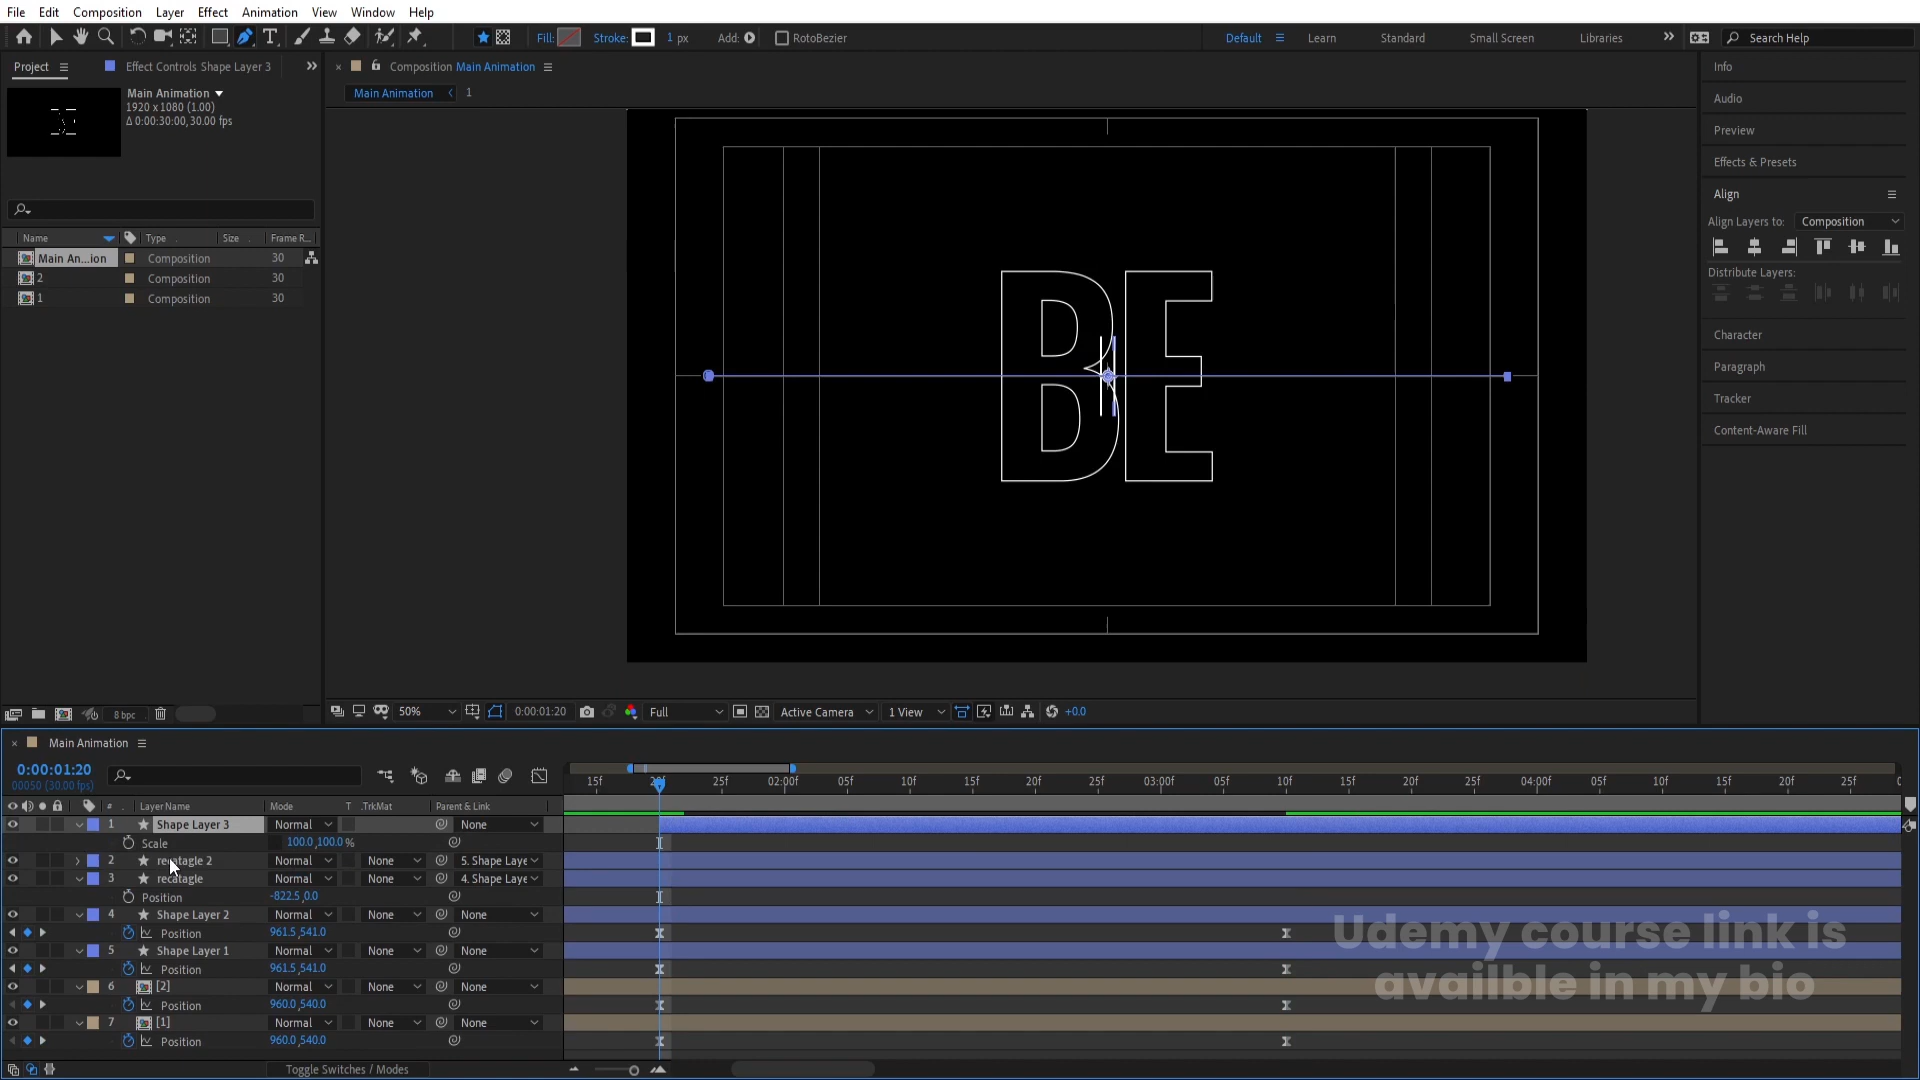 File Edit Composition Layer Effect Animation View Window Help
Fill: Stroke: 1 px Add: RotoBezier Default Learn Standard Small Screen Libraries Search Help
Project Effect Controls Shape Layer 3
Composition Main Animation
Main Animation 1
Main Animation
1920 x 1080 (1.00)
Δ 0:00:30:00, 30.00 fps
Name Type Size Frame R...
Main An...ion Composition 30
2 Composition 30
1 Composition 30
8 bpc
BE
50% 0:00:01:20 Full Active Camera 1 View +0.0
Info
Audio
Preview
Effects & Presets
Align
Align Layers to: Composition
Distribute Layers:
Character
Paragraph
Tracker
Content-Aware Fill
Main Animation
0:00:01:20
00050 (30.00 fps)
15f 20f 25f 02:00f 05f 10f 15f 20f 25f 03:00f 05f 10f 15f 20f 25f 04:00f 05f 10f 15f 20f 25f
# Layer Name Mode T .TrkMat Parent & Link
1 Shape Layer 3 Normal None
Scale 100.0,100.0%
2 recatagle 2 Normal None 5. Shape Laye
3 recatagle Normal None 4. Shape Laye
Position -822.5,0.0
4 Shape Layer 2 Normal None None
Position 961.5,541.0
5 Shape Layer 1 Normal None None
Position 961.5,541.0
6 [2] Normal None None
Position 960.0,540.0
7 [1] Normal None None
Position 960.0,540.0
Toggle Switches / Modes
Udemy course link is
availble in my bio